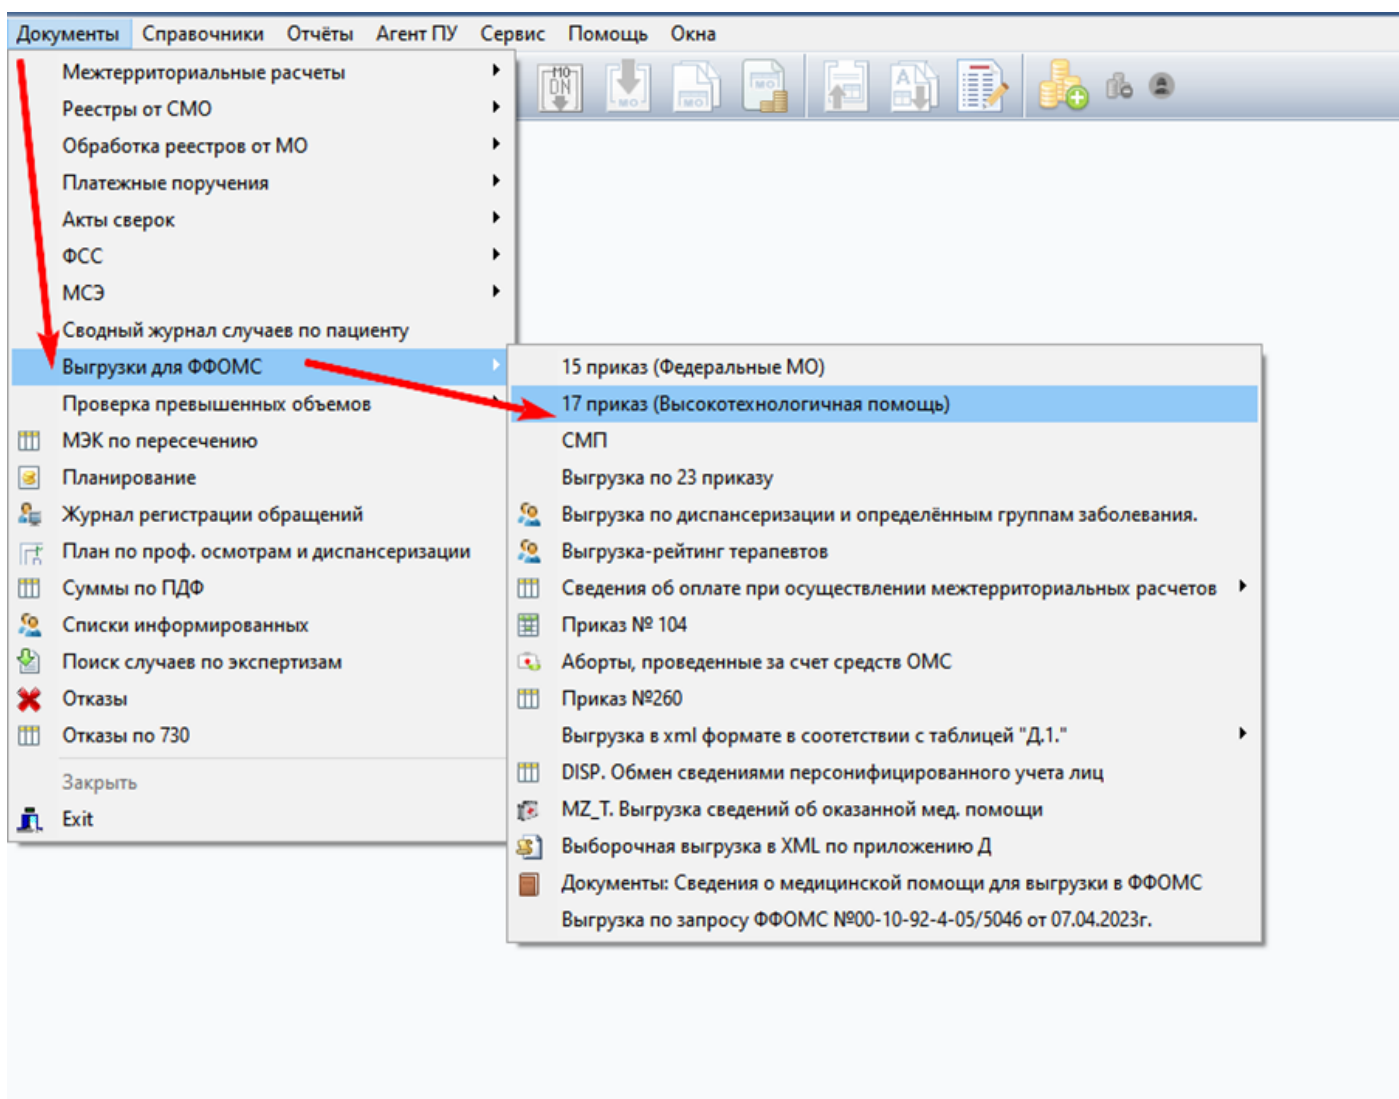 Документы Справочники Отчёты Агент ПУ Сервис Помощь Окна
Межтерриториальные расчеты
Реестры от СМО
Обработка реестров от МО
Платежные поручения
Акты сверок
ФСС
МСЭ
Сводный журнал случаев по пациенту
Выгрузки для ФФОМС
Проверка превышенных объемов
МЭК по пересечению
Планирование
Журнал регистрации обращений
План по проф. осмотрам и диспансеризации
Суммы по ПДФ
Списки информированных
Поиск случаев по экспертизам
Отказы
Отказы по 730
Закрыть
Exit
МО
DN
МО
МО
МО
A
15 приказ (Федеральные МО)
17 приказ (Высокотехнологичная помощь)
СМП
Выгрузка по 23 приказу
Выгрузка по диспансеризации и определённым группам заболевания.
Выгрузка-рейтинг терапевтов
Сведения об оплате при осуществлении межтерриториальных расчетов
Приказ № 104
Аборты, проведенные за счет средств ОМС
Приказ №260
Выгрузка в xml формате в соотетствии с таблицей "Д.1."
DISP. Обмен сведениями персонифицированного учета лиц
MZ_T. Выгрузка сведений об оказанной мед. помощи
Выборочная выгрузка в XML по приложению Д
Документы: Сведения о медицинской помощи для выгрузки в ФФОМС
Выгрузка по запросу ФФОМС №00-10-92-4-05/5046 от 07.04.2023г.